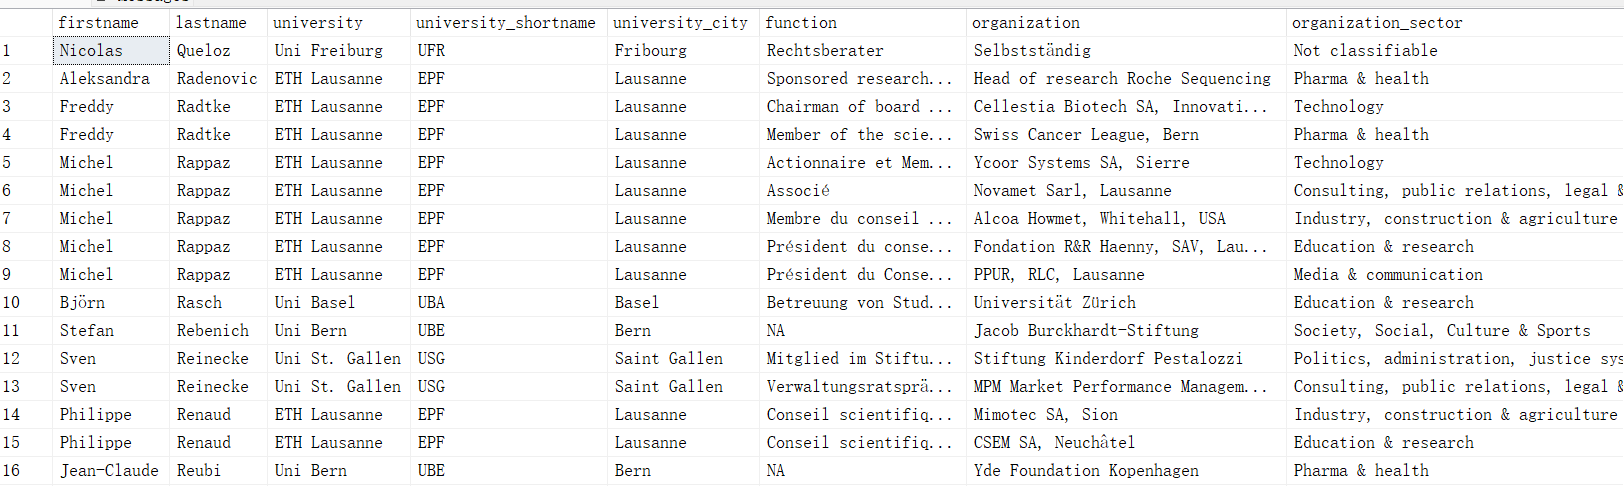 firstname lastname university university_shortname university_city function organization organization_sector
1 Nicolas Queloz Uni Freiburg UFR Fribourg Rechtsberater Selbstständig Not classifiable
2 Aleksandra Radenovic ETH Lausanne EPF Lausanne Sponsored research... Head of research Roche Sequencing Pharma & health
3 Freddy Radtke ETH Lausanne EPF Lausanne Chairman of board ... Cellestia Biotech SA, Innovati... Technology
4 Freddy Radtke ETH Lausanne EPF Lausanne Member of the scie... Swiss Cancer League, Bern Pharma & health
5 Michel Rappaz ETH Lausanne EPF Lausanne Actionnaire et Mem... Ycoor Systems SA, Sierre Technology
6 Michel Rappaz ETH Lausanne EPF Lausanne Associé Novamet Sarl, Lausanne Consulting, public relations, legal &
7 Michel Rappaz ETH Lausanne EPF Lausanne Membre du conseil ... Alcoa Howmet, Whitehall, USA Industry, construction & agriculture
8 Michel Rappaz ETH Lausanne EPF Lausanne Président du conse... Fondation R&R Haenny, SAV, Lau... Education & research
9 Michel Rappaz ETH Lausanne EPF Lausanne Président du Conse... PPUR, RLC, Lausanne Media & communication
10 Björn Rasch Uni Basel UBA Basel Betreuung von Stud... Universität Zürich Education & research
11 Stefan Rebenich Uni Bern UBE Bern NA Jacob Burckhardt-Stiftung Society, Social, Culture & Sports
12 Sven Reinecke Uni St. Gallen USG Saint Gallen Mitglied im Stiftu... Stiftung Kinderdorf Pestalozzi Politics, administration, justice sys
13 Sven Reinecke Uni St. Gallen USG Saint Gallen Verwaltungsratsprä... MPM Market Performance Managem... Consulting, public relations, legal &
14 Philippe Renaud ETH Lausanne EPF Lausanne Conseil scientifiq... Mimotec SA, Sion Industry, construction & agriculture
15 Philippe Renaud ETH Lausanne EPF Lausanne Conseil scientifiq... CSEM SA, Neuchâtel Education & research
16 Jean-Claude Reubi Uni Bern UBE Bern NA Yde Foundation Kopenhagen Pharma & health